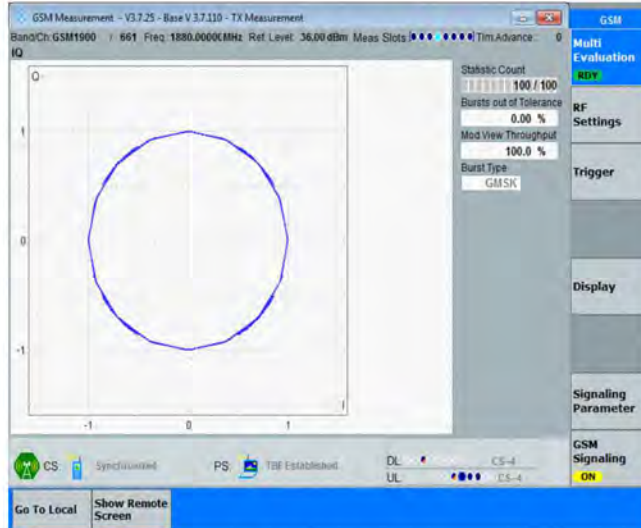 GSM Measurement - V3.7.25 - Base V 3.7.110 - TX Measurement
GSM
Band/Ch: GSM1900 / 661 Freq.: 1880.0000 MHz Ref. Level: 36.00 dBm Meas Slots: Tim.Advance: 0
IQ
Multi
Evaluation
RDY
Q
Statistic Count
100 / 100
Bursts out of Tolerance
0.00 %
Mod View Throughput
100.0 %
Burst Type
GMSK
RF
Settings
Trigger
Display
1
0
-1
I
-1 0 1
Signaling
Parameter
CS: Synchronized PS: TBF Established DL: CS-4
UL: CS-4
GSM
Signaling
ON
Go To Local
Show Remote
Screen